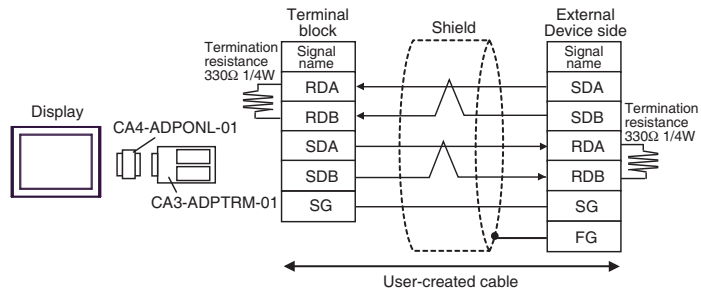 Terminal
block
Shield
External
Device side
Termination
resistance
330Ω 1/4W
Signal
name
Signal
name
RDA
SDA
Display
RDB
SDB
Termination
resistance
330Ω 1/4W
CA4-ADPONL-01
SDA
RDA
SDB
RDB
CA3-ADPTRM-01
SG
SG
FG
User-created cable